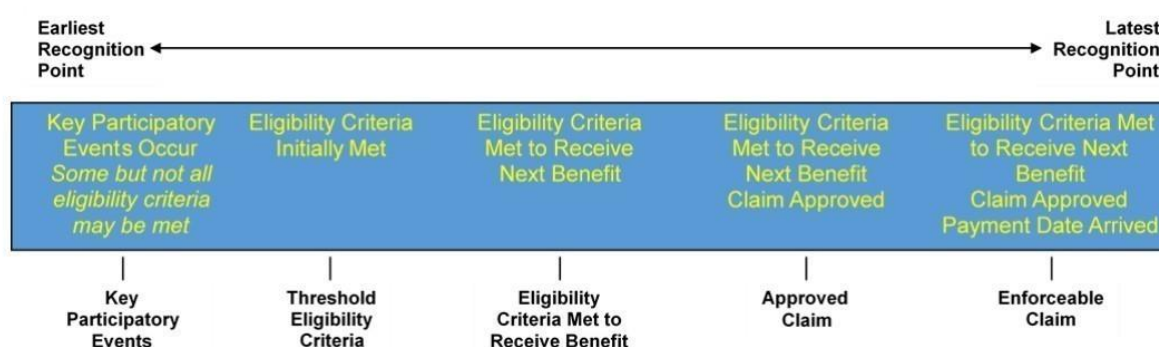 Earliest
Recognition
Point
Latest
Recognition
Point
Key Participatory
Events Occur
Some but not all
eligibility criteria
may be met
Eligibility Criteria
Initially Met
Eligibility Criteria
Met to Receive
Next Benefit
Eligibility Criteria
Met to Receive
Next Benefit
Claim Approved
Eligibility Criteria Met
to Receive Next
Benefit
Claim Approved
Payment Date Arrived
Key
Participatory
Events
Threshold
Eligibility
Criteria
Eligibility
Criteria Met to
Receive Benefit
Approved
Claim
Enforceable
Claim